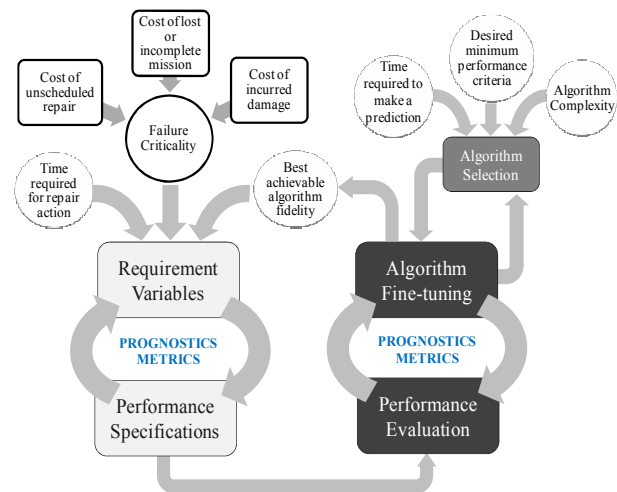 Cost of lost
or
incomplete
mission
Cost of
unscheduled
repair
Cost of
incurred
damage
Failure
Criticality
Time
required
for repair
action
Best
achievable
algorithm
fidelity
Time
required to
make a
prediction
Desired
minimum
performance
criteria
Algorithm
Complexity
Algorithm
Selection
Requirement
Variables
PROGNOSTICS
METRICS
Performance
Specifications
Algorithm
Fine-tuning
PROGNOSTICS
METRICS
Performance
Evaluation